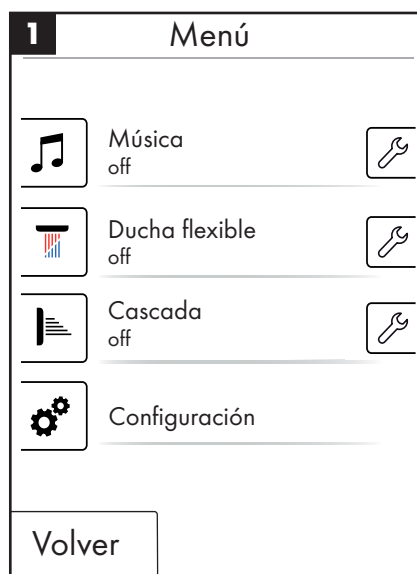 1
Menú
Música
off
Ducha flexible
off
Cascada
off
Configuración
Volver